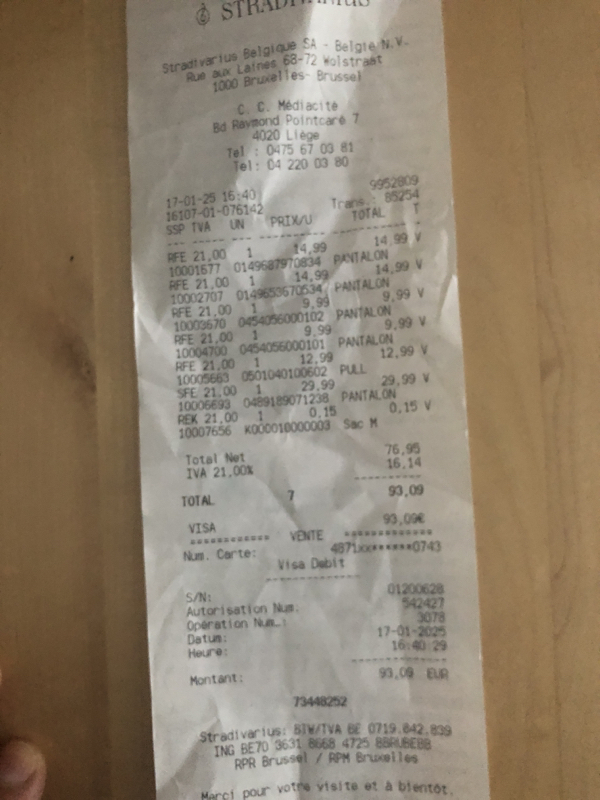 STRADIVARIUS
Stradivarius Belgique SA - België N.V.
Rue aux Laines 68-72 Wolstraat
1000 Bruxelles- Brussel
C. C. Médiacité
Bd Raymond Pointcaré 7
4020 Liège
Tel : 0475 67 03 81
Tel: 04 220 03 80
17-01-25 16:40 9952809
16107-01-076142 Trans.: 85254
SSP TVA UN PRIX/U TOTAL T
RFE 21,00 1 14,99 14,99 V
10001677 0149687970834 PANTALON
RFE 21,00 1 14,99 14,99 V
10002707 0149653670534 PANTALON
RFE 21,00 1 9,99 9,99 V
10003670 0454056000102 PANTALON
RFE 21,00 1 9,99 9,99 V
10004700 0454056000101 PANTALON
RFE 21,00 1 12,99 12,99 V
10005663 0501040100602 PULL
SFE 21,00 1 29,99 29,99 V
10006693 0489189071238 PANTALON
REK 21,00 1 0,15 0,15 V
10007656 K000010000003 Sac M
Total Net 76,95
IVA 21,00% 16,14
TOTAL 7 93,09
VISA 93,09€
============ VENTE ============
Num. Carte: 4871xx******0743
Visa Debit
S/N: 01200628
Autorisation Num. 542427
Opération Num.: 3078
Datum: 17-01-2025
Heure: 16:40:29
Montant: 93,09 EUR
73448252
Stradivarius: BTW/TVA BE 0719.842.839
ING BE70 3631 8668 4725 BBRUBEBB
RPR Brussel / RPM Bruxelles
Marci pour votre visite et à bientôt.